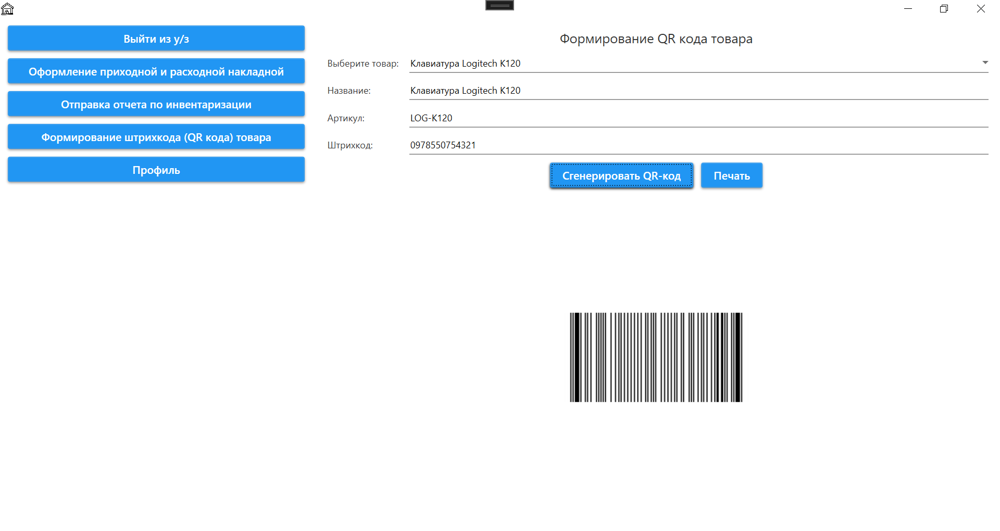 Выйти из у/з
Оформление приходной и расходной накладной
Отправка отчета по инвентаризации
Формирование штрихкода (QR кода) товара
Профиль
Формирование QR кода товара
Выберите товар: Клавиатура Logitech K120
Название: Клавиатура Logitech K120
Артикул: LOG-K120
Штрихкод: 0978550754321
Сгенерировать QR-код Печать